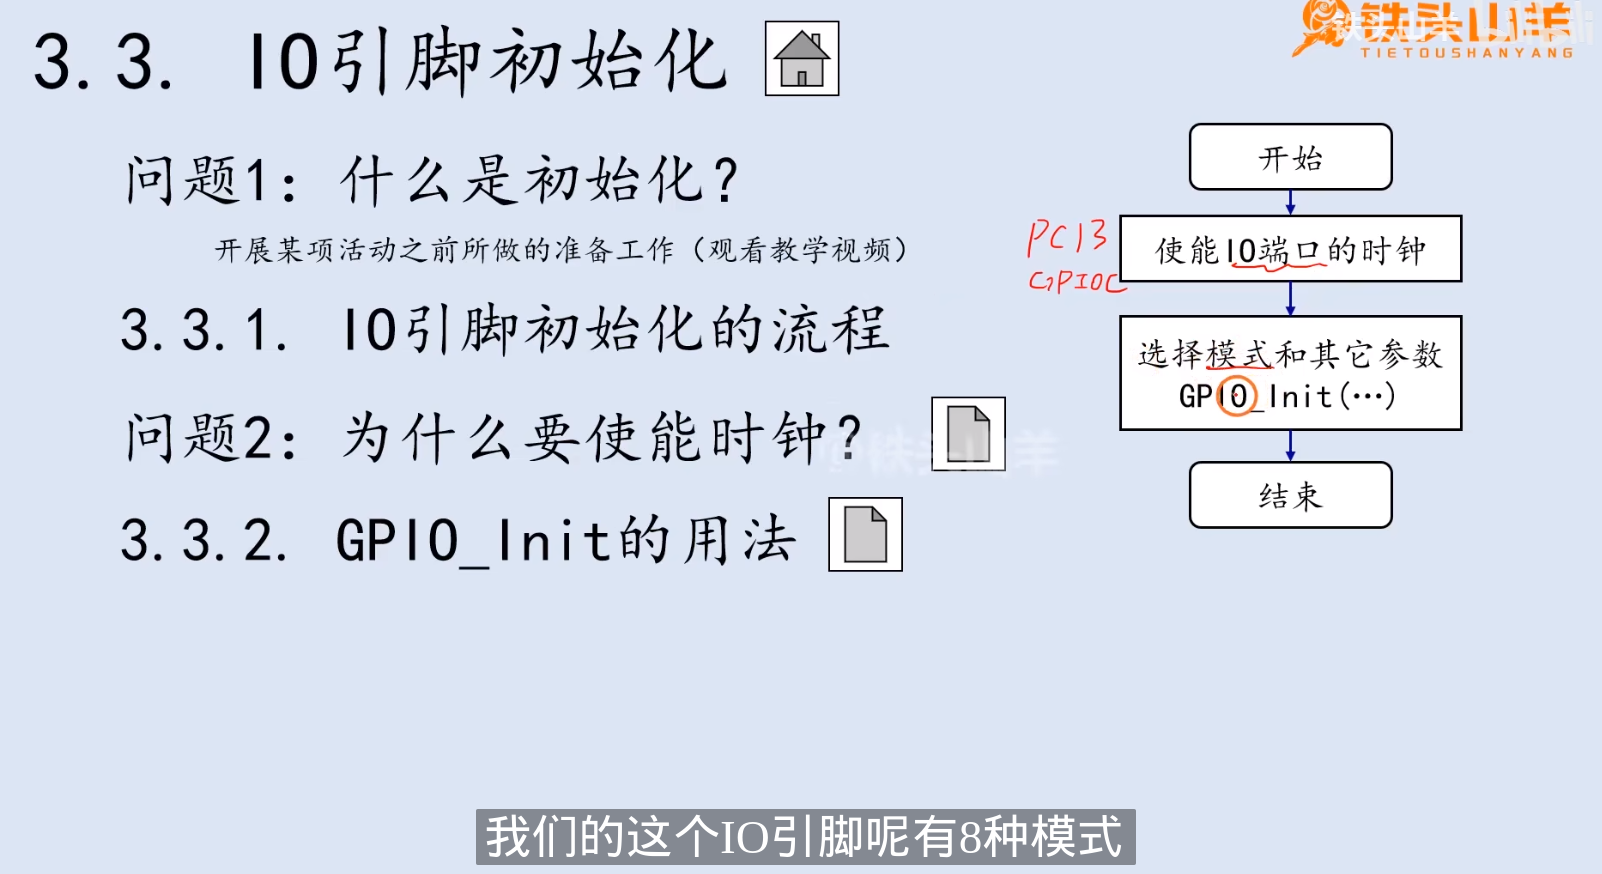 铁头山羊
TIETOUSHANYANG
3.3. IO引脚初始化
问题1：什么是初始化？
开展某项活动之前所做的准备工作（观看教学视频）
3.3.1. IO引脚初始化的流程
问题2：为什么要使能时钟？
3.3.2. GPIO_Init的用法
开始
PC13
GPIOC
使能IO端口的时钟
选择模式和其它参数
GPIO_Init(…)
结束
@铁头山羊
我们的这个IO引脚呢有8种模式